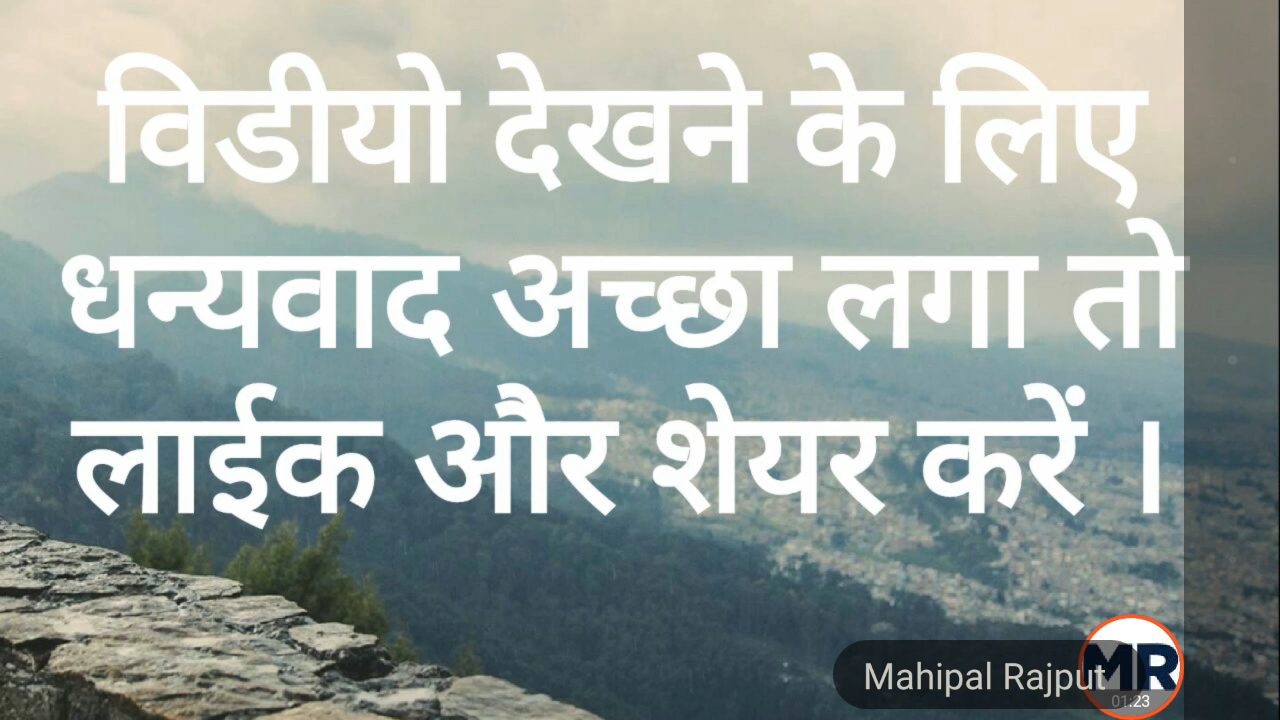 विडीयो देखने के लिए
धन्यवाद अच्छा लगा तो
लाईक और शेयर करें ।
Mahipal Rajput
MR
01:23